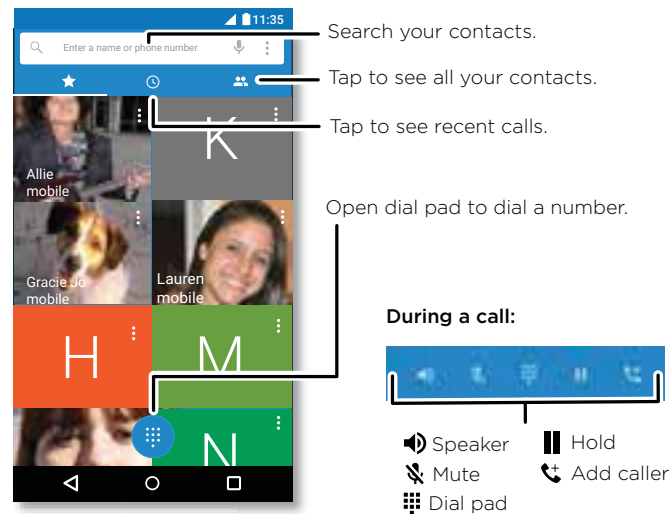 11:35
Enter a name or phone number
Search your contacts.
Tap to see all your contacts.
Tap to see recent calls.
K
Allie
mobile
Open dial pad to dial a number.
Gracie Jo
mobile
Lauren
mobile
H
M
During a call:
N
Speaker
Hold
Mute
Add caller
Dial pad